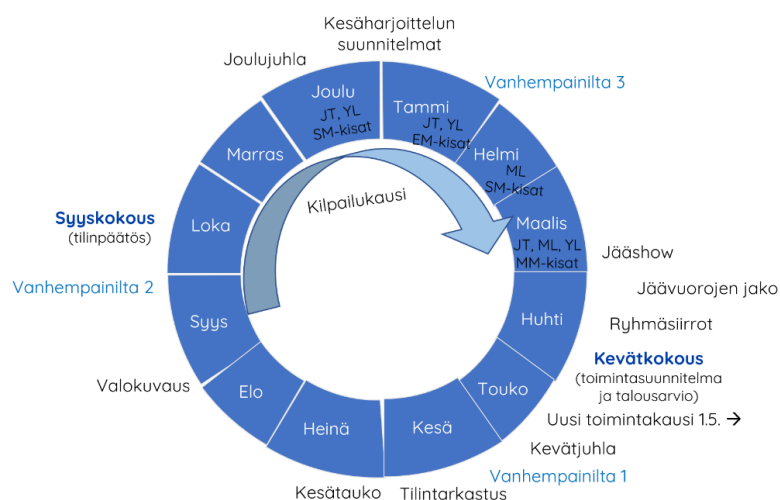 Kesäharjoittelun
suunnitelmat
Joulujuhla
Vanhempainilta 3
Joulu
JT, YL
SM-kisat
Tammi
JT, YL
EM-kisat
Marras
Helmi
ML
SM-kisat
Kilpailukausi
Syyskokous
(tilinpäätös)
Loka
Maalis
JT, ML, YL
MM-kisat
Jääshow
Vanhempainilta 2
Jäävuorojen jako
Syys
Huhti
Ryhmäsiirrot
Kevätkokous
(toimintasuunnitelma
ja talousarvio)
Valokuvaus
Elo
Touko
Uusi toimintakausi 1.5. →
Heinä
Kesä
Kevätjuhla
Vanhempainilta 1
Kesätauko
Tilintarkastus